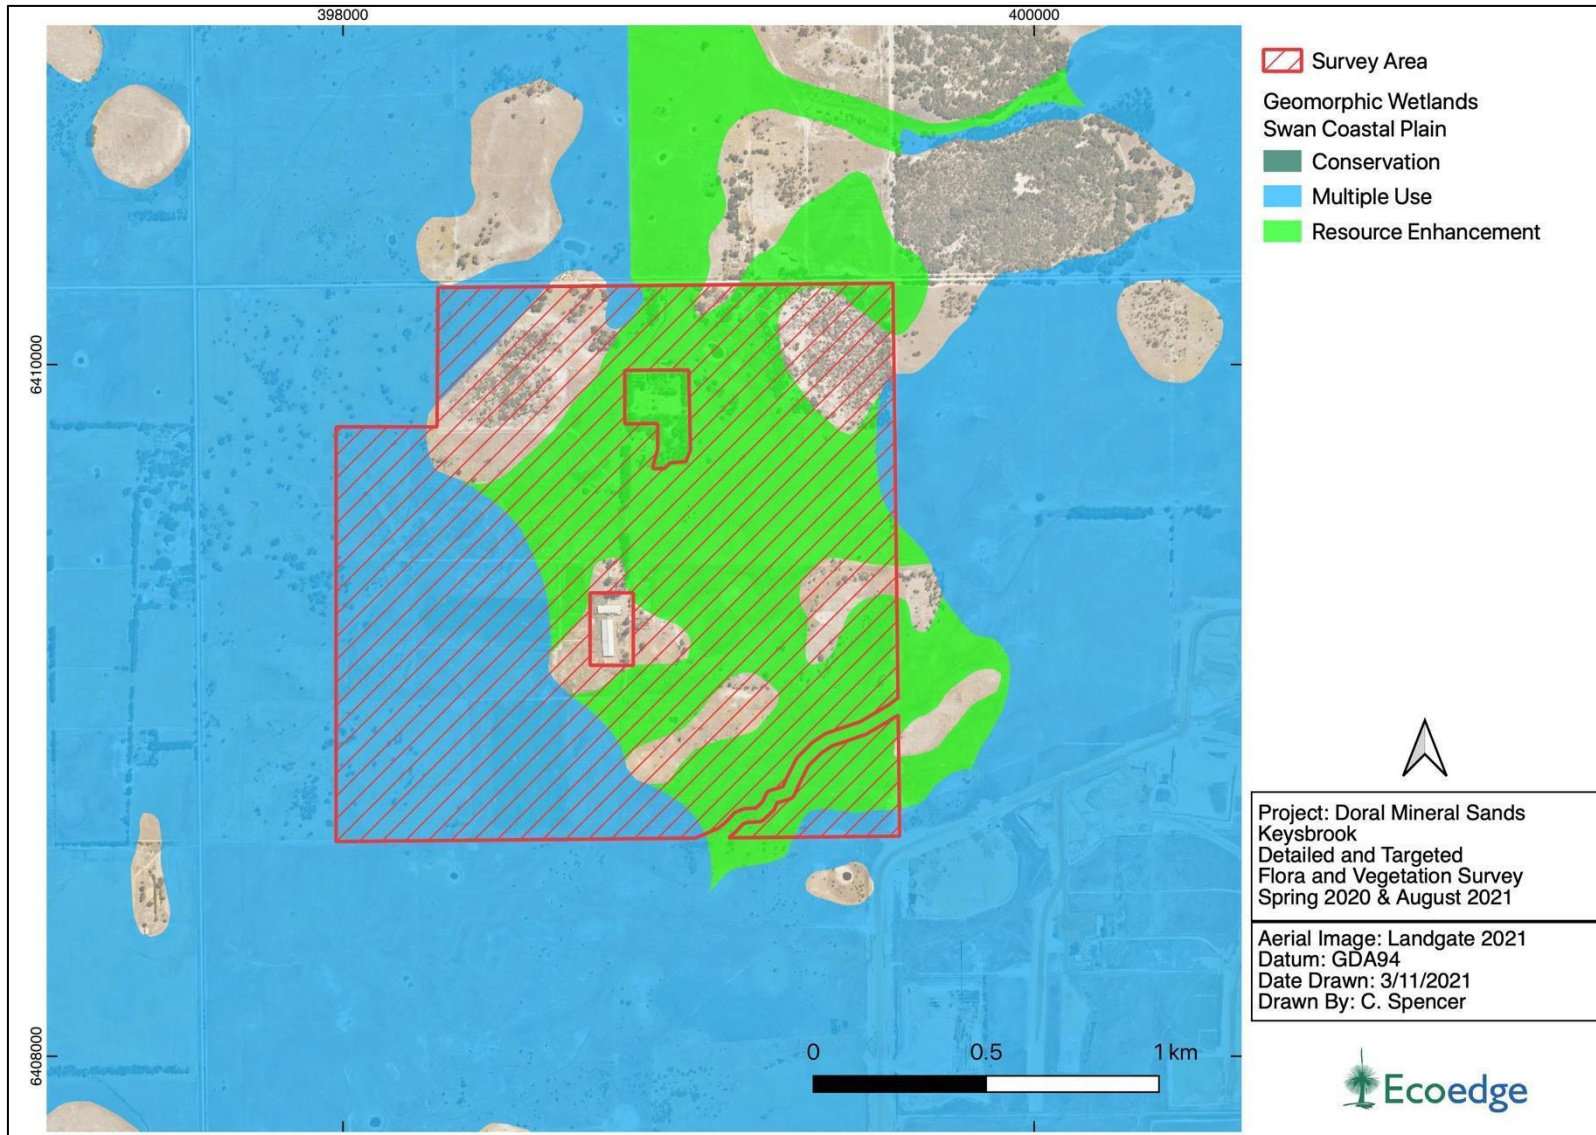 398000
400000
6410000
6408000
Survey Area
Geomorphic Wetlands
Swan Coastal Plain
Conservation
Multiple Use
Resource Enhancement
Project: Doral Mineral Sands
Keysbrook
Detailed and Targeted
Flora and Vegetation Survey
Spring 2020 & August 2021
Aerial Image: Landgate 2021
Datum: GDA94
Date Drawn: 3/11/2021
Drawn By: C. Spencer
0 0.5 1 km
Ecoedge